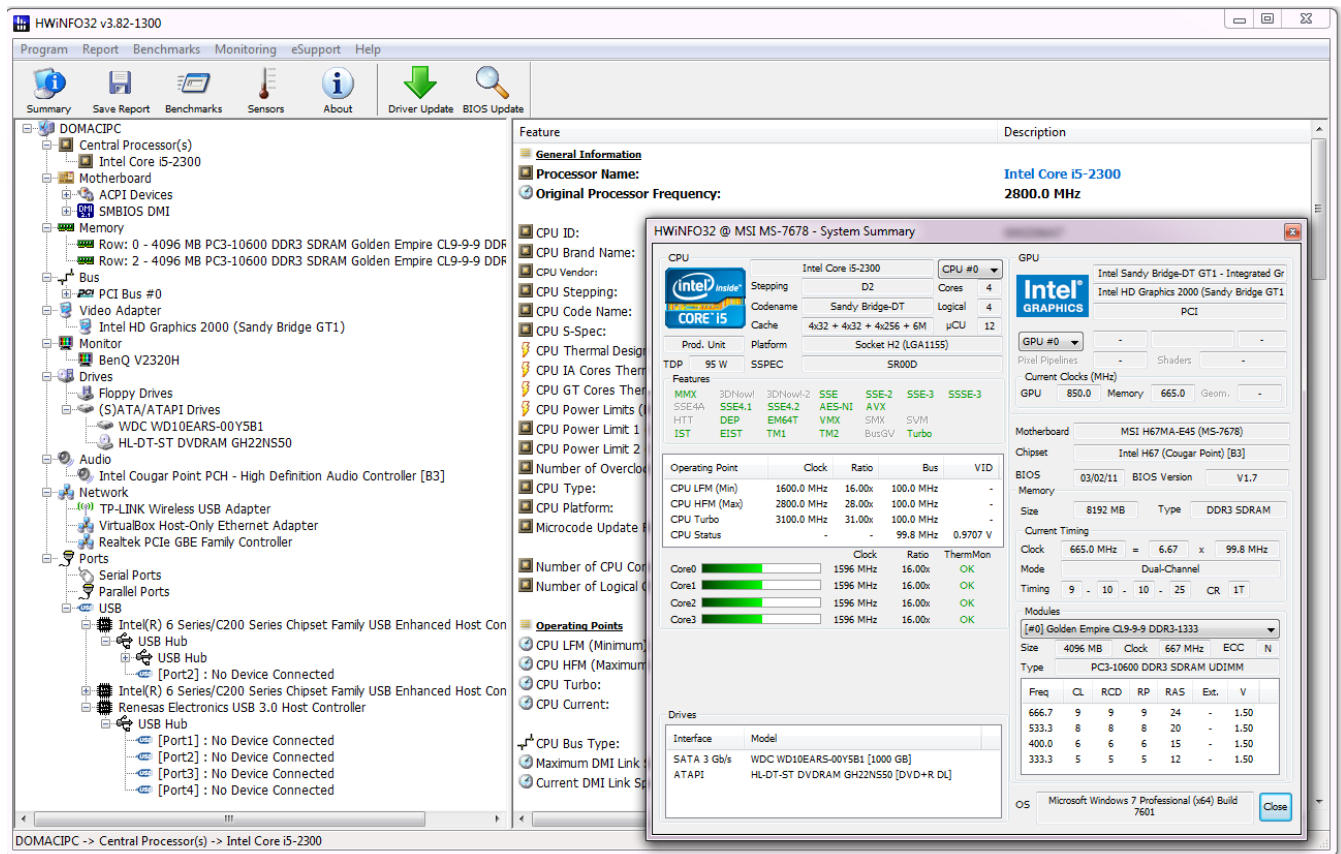 HWiNFO32 v3.82-1300
Program Report Benchmarks Monitoring eSupport Help
Summary Save Report Benchmarks Sensors About Driver Update BIOS Update
DOMACIPC
Central Processor(s)
Intel Core i5-2300
Motherboard
ACPI Devices
SMBIOS DMI
Memory
Row: 0 - 4096 MB PC3-10600 DDR3 SDRAM Golden Empire CL9-9-9 DDR
Row: 2 - 4096 MB PC3-10600 DDR3 SDRAM Golden Empire CL9-9-9 DDR
Bus
PCI Bus #0
Video Adapter
Intel HD Graphics 2000 (Sandy Bridge GT1)
Monitor
BenQ V2320H
Drives
Floppy Drives
(S)ATA/ATAPI Drives
WDC WD10EARS-00Y5B1
HL-DT-ST DVDRAM GH22NS50
Audio
Intel Cougar Point PCH - High Definition Audio Controller [B3]
Network
TP-LINK Wireless USB Adapter
VirtualBox Host-Only Ethernet Adapter
Realtek PCIe GBE Family Controller
Ports
Serial Ports
Parallel Ports
USB
Intel(R) 6 Series/C200 Series Chipset Family USB Enhanced Host Con
USB Hub
USB Hub
[Port2] : No Device Connected
Intel(R) 6 Series/C200 Series Chipset Family USB Enhanced Host Con
Renesas Electronics USB 3.0 Host Controller
USB Hub
[Port1] : No Device Connected
[Port2] : No Device Connected
[Port3] : No Device Connected
[Port4] : No Device Connected
Feature Description
General Information
Processor Name: Intel Core i5-2300
Original Processor Frequency: 2800.0 MHz
CPU ID:
CPU Brand Name:
CPU Vendor:
CPU Stepping:
CPU Code Name:
CPU S-Spec:
CPU Thermal Desig
CPU IA Cores Therr
CPU GT Cores Ther
CPU Power Limits (
CPU Power Limit 1
CPU Power Limit 2
Number of Overclo
CPU Type:
CPU Platform:
Microcode Update
Number of CPU Cor
Number of Logical
Operating Points
CPU LFM (Minimum)
CPU HFM (Maximum
CPU Turbo:
CPU Current:
CPU Bus Type:
Maximum DMI Link
Current DMI Link Sp
HWiNFO32 @ MSI MS-7678 - System Summary
CPU
intel inside
CORE i5
Intel Core i5-2300 CPU #0
Stepping D2 Cores 4
Codename Sandy Bridge-DT Logical 4
Cache 4x32 + 4x32 + 4x256 + 6M µCU 12
Prod. Unit Platform Socket H2 (LGA1155)
TDP 95 W SSPEC SR00D
Features
MMX 3DNow! 3DNow!-2 SSE SSE-2 SSE-3 SSSE-3
SSE4A SSE4.1 SSE4.2 AES-NI AVX
HTT DEP EM64T VMX SMX SVM
IST EIST TM1 TM2 BusGV Turbo
Operating Point Clock Ratio Bus VID
CPU LFM (Min) 1600.0 MHz 16.00x 100.0 MHz -
CPU HFM (Max) 2800.0 MHz 28.00x 100.0 MHz -
CPU Turbo 3100.0 MHz 31.00x 100.0 MHz -
CPU Status - - 99.8 MHz 0.9707 V
Clock Ratio ThermMon
Core0 1596 MHz 16.00x OK
Core1 1596 MHz 16.00x OK
Core2 1596 MHz 16.00x OK
Core3 1596 MHz 16.00x OK
Drives
Interface Model
SATA 3 Gb/s WDC WD10EARS-00Y5B1 [1000 GB]
ATAPI HL-DT-ST DVDRAM GH22NS50 [DVD+R DL]
GPU
Intel GRAPHICS
Intel Sandy Bridge-DT GT1 - Integrated Gr
Intel HD Graphics 2000 (Sandy Bridge GT1
PCI
GPU #0 - -
Pixel Pipelines - Shaders -
Current Clocks (MHz)
GPU 850.0 Memory 665.0 Geom. -
Motherboard MSI H67MA-E45 (MS-7678)
Chipset Intel H67 (Cougar Point) [B3]
BIOS 03/02/11 BIOS Version V1.7
Memory
Size 8192 MB Type DDR3 SDRAM
Current Timing
Clock 665.0 MHz = 6.67 x 99.8 MHz
Mode Dual-Channel
Timing 9 - 10 - 10 - 25 CR 1T
Modules
[#0] Golden Empire CL9-9-9 DDR3-1333
Size 4096 MB Clock 667 MHz ECC N
Type PC3-10600 DDR3 SDRAM UDIMM
Freq CL RCD RP RAS Ext. V
666.7 9 9 9 24 - 1.50
533.3 8 8 8 20 - 1.50
400.0 6 6 6 15 - 1.50
333.3 5 5 5 12 - 1.50
OS Microsoft Windows 7 Professional (x64) Build
7601
Close
DOMACIPC -> Central Processor(s) -> Intel Core i5-2300